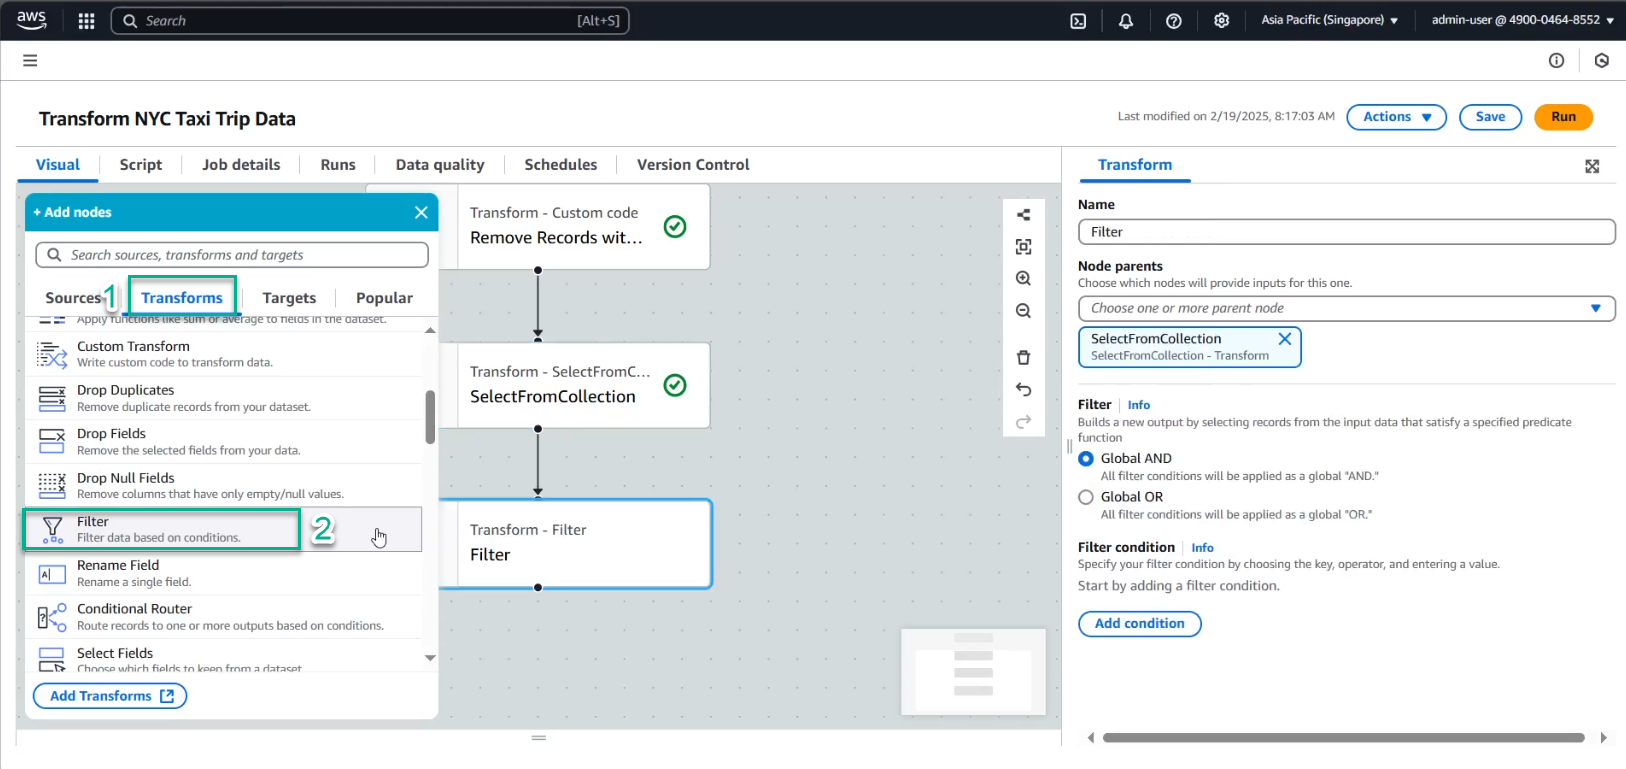 aws
Search
[Alt+S]
Asia Pacific (Singapore)
admin-user @ 4900-0464-8552
Transform NYC Taxi Trip Data
Last modified on 2/19/2025, 8:17:03 AM
Actions
Save
Run
Visual
Script
Job details
Runs
Data quality
Schedules
Version Control
+ Add nodes
Search sources, transforms and targets
Sources
1
Transforms
Targets
Popular
Apply functions like sum or average to fields in the dataset.
Custom Transform
Write custom code to transform data.
Drop Duplicates
Remove duplicate records from your dataset.
Drop Fields
Remove the selected fields from your data.
Drop Null Fields
Remove columns that have only empty/null values.
Filter
Filter data based on conditions.
2
Rename Field
Rename a single field.
Conditional Router
Route records to one or more outputs based on conditions.
Select Fields
Choose which fields to keep from a dataset
Add Transforms
Transform - Custom code
Remove Records wit...
Transform - SelectFromC...
SelectFromCollection
Transform - Filter
Filter
Transform
Name
Filter
Node parents
Choose which nodes will provide inputs for this one.
Choose one or more parent node
SelectFromCollection
SelectFromCollection - Transform
Filter
Info
Builds a new output by selecting records from the input data that satisfy a specified predicate
function
Global AND
All filter conditions will be applied as a global "AND."
Global OR
All filter conditions will be applied as a global "OR."
Filter condition
Info
Specify your filter condition by choosing the key, operator, and entering a value.
Start by adding a filter condition.
Add condition